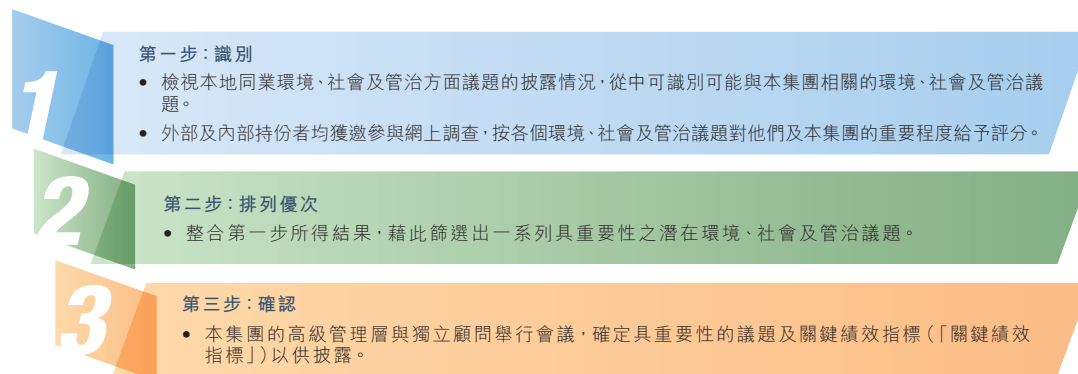 1
第一步：識別
• 檢視本地同業環境、社會及管治方面議題的披露情況，從中可識別可能與本集團相關的環境、社會及管治議
題。
• 外部及內部持份者均獲邀參與網上調查，按各個環境、社會及管治議題對他們及本集團的重要程度給予評分。
2
第二步：排列優次
• 整合第一步所得結果，藉此篩選出一系列具重要性之潛在環境、社會及管治議題。
3
第三步：確認
• 本集團的高級管理層與獨立顧問舉行會議，確定具重要性的議題及關鍵績效指標（「關鍵績效
指標」）以供披露。